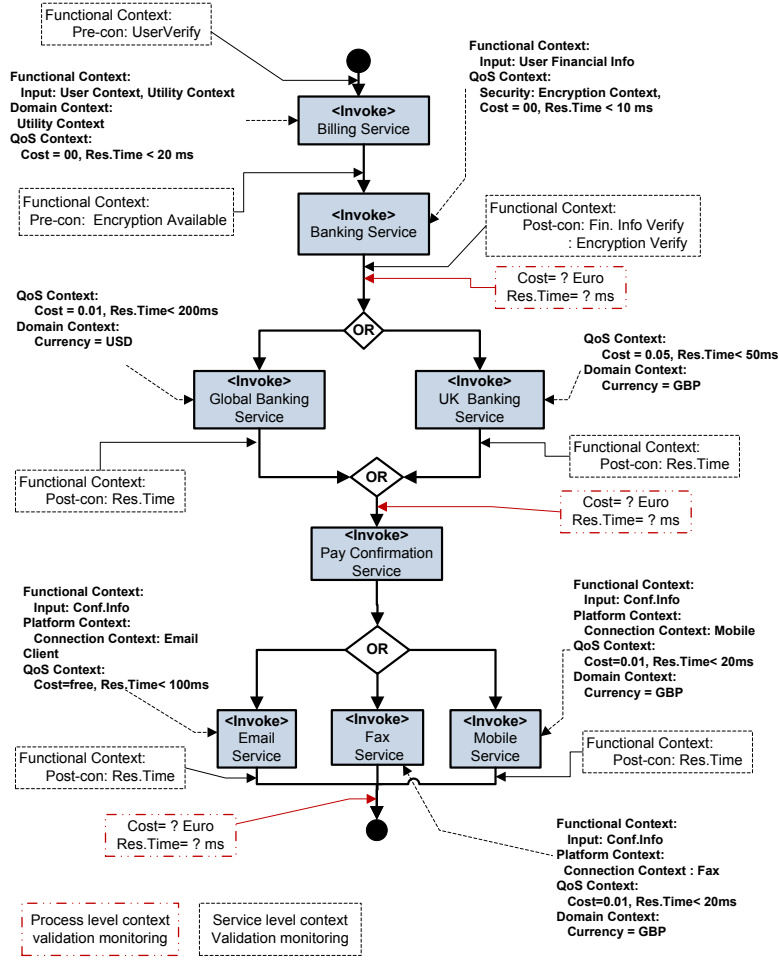 Functional Context:
Pre-con: UserVerify
Functional Context:
Input: User Financial Info
QoS Context:
Security: Encryption Context,
Cost = 00, Res.Time < 10 ms
Functional Context:
Input: User Context, Utility Context
Domain Context:
Utility Context
QoS Context:
Cost = 00, Res.Time < 20 ms
<Invoke>
Billing Service
Functional Context:
Pre-con: Encryption Available
<Invoke>
Banking Service
Functional Context:
Post-con: Fin. Info Verify
: Encryption Verify
Cost= ? Euro
Res.Time= ? ms
QoS Context:
Cost = 0.01, Res.Time< 200ms
Domain Context:
Currency = USD
OR
QoS Context:
Cost = 0.05, Res.Time< 50ms
Domain Context:
Currency = GBP
<Invoke>
Global Banking
Service
<Invoke>
UK Banking
Service
Functional Context:
Post-con: Res.Time
Functional Context:
Post-con: Res.Time
OR
Cost= ? Euro
Res.Time= ? ms
<Invoke>
Pay Confirmation
Service
Functional Context:
Input: Conf.Info
Platform Context:
Connection Context: Email
Client
QoS Context:
Cost=free, Res.Time< 100ms
OR
Functional Context:
Input: Conf.Info
Platform Context:
Connection Context: Mobile
QoS Context:
Cost=0.01, Res.Time< 20ms
Domain Context:
Currency = GBP
<Invoke>
Email
Service
<Invoke>
Fax
Service
<Invoke>
Mobile
Service
Functional Context:
Post-con: Res.Time
Functional Context:
Post-con: Res.Time
Cost= ? Euro
Res.Time= ? ms
Functional Context:
Input: Conf.Info
Platform Context:
Connection Context : Fax
QoS Context:
Cost=0.01, Res.Time< 20ms
Domain Context:
Currency = GBP
Process level context
validation monitoring
Service level context
Validation monitoring